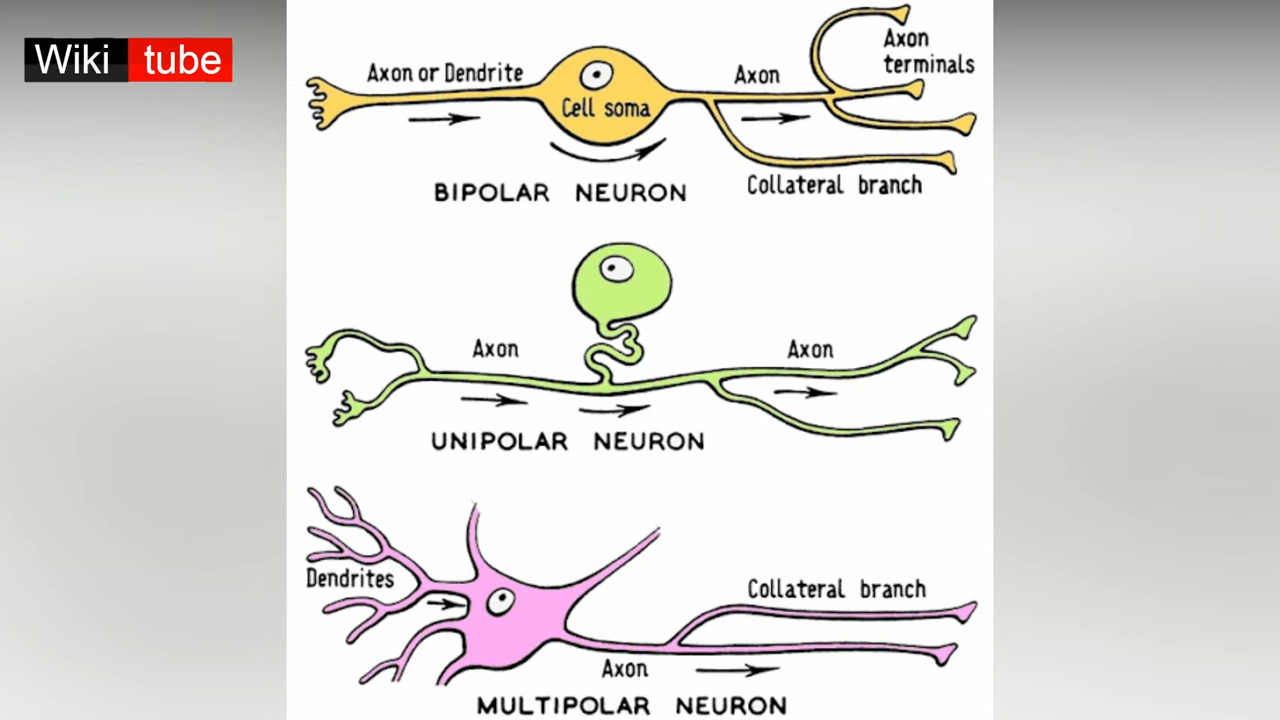 Wiki tube
Axon or Dendrite
Cell soma
Axon
Axon
terminals
Collateral branch
BIPOLAR NEURON
Axon
Axon
UNIPOLAR NEURON
Dendrites
Collateral branch
Axon
MULTIPOLAR NEURON